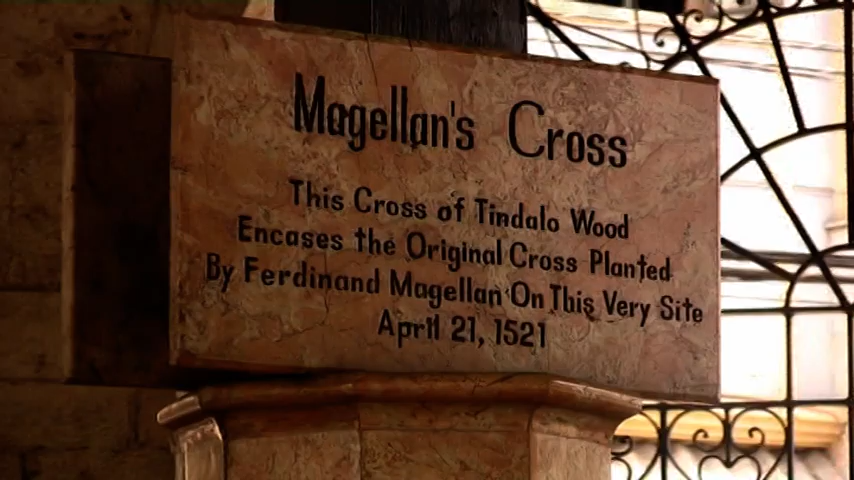 Magellan's Cross
This Cross of Tindalo Wood
Encases the Original Cross Planted
By Ferdinand Magellan On This Very Site
April 21, 1521